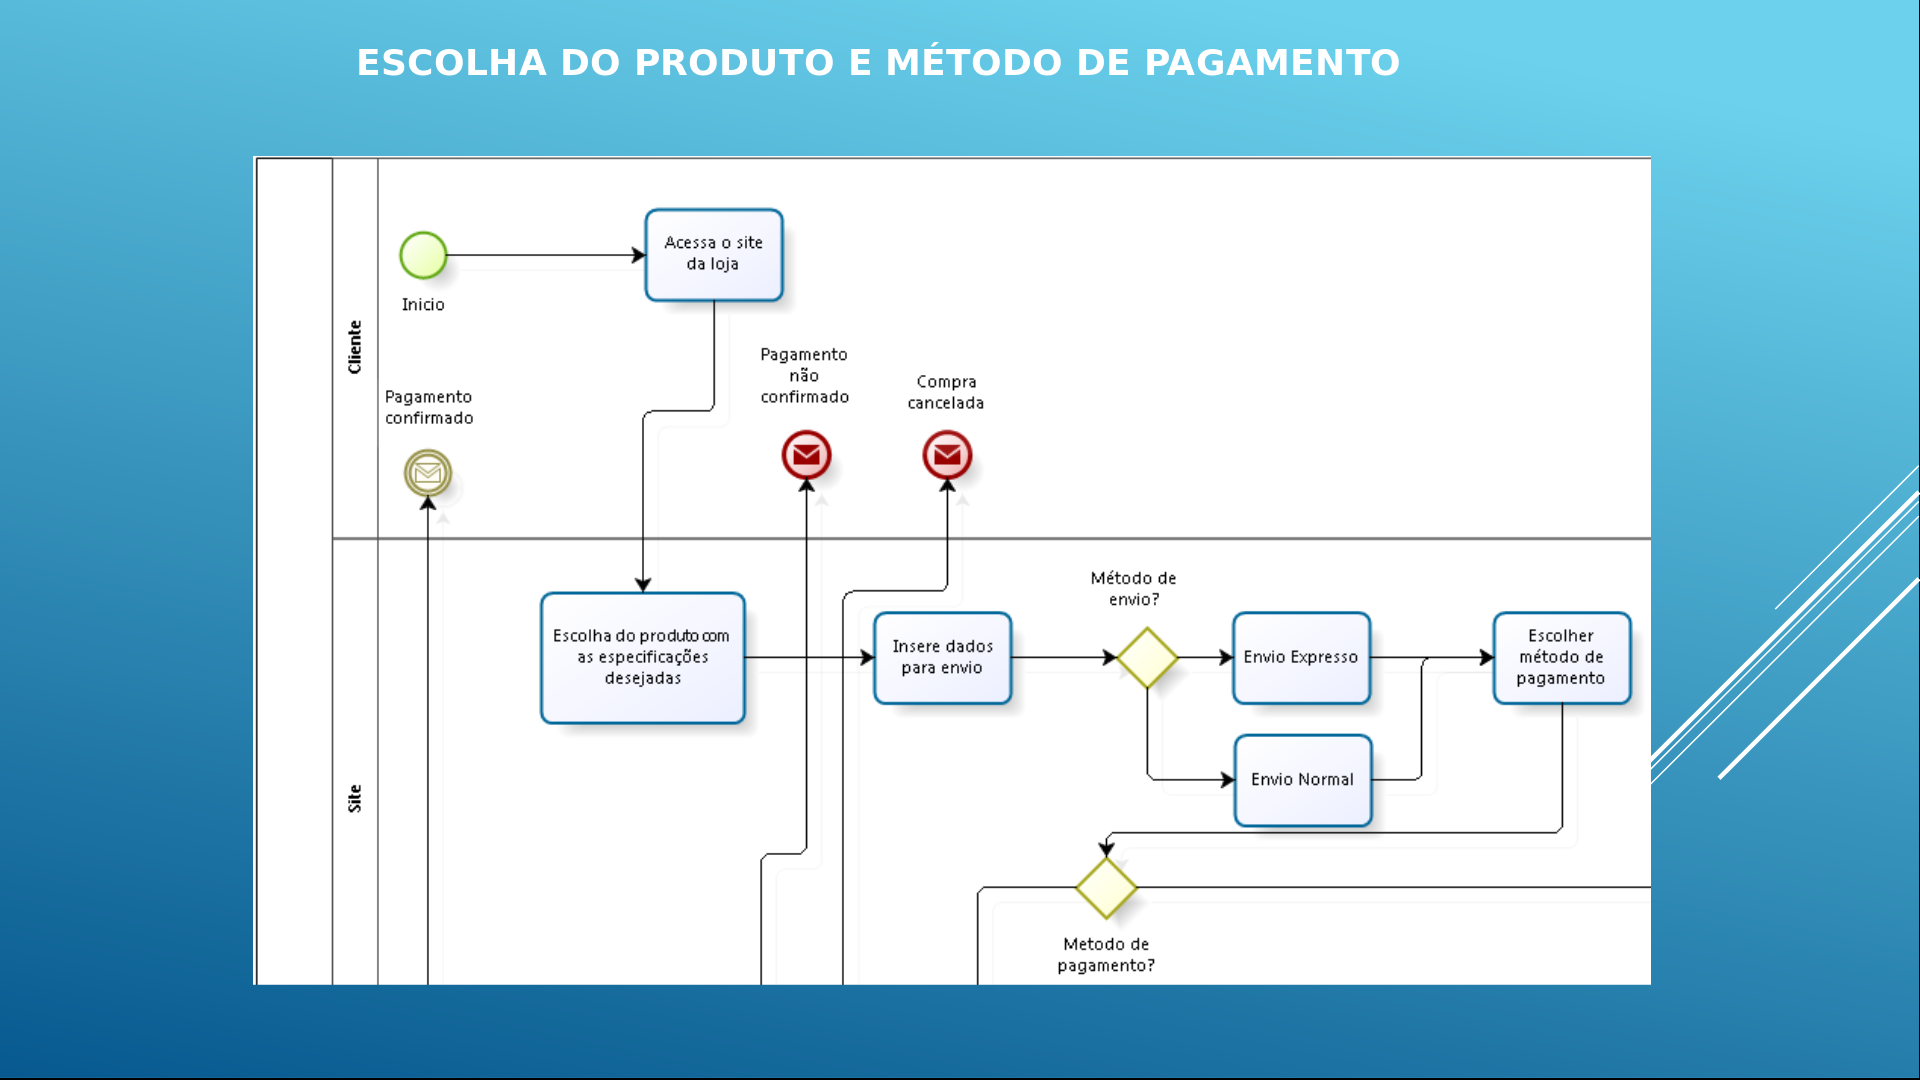 ESCOLHA DO PRODUTO E MÉTODO DE PAGAMENTO
Cliente
Inicio
Acessa o site
da loja
Pagamento
confirmado
Pagamento
não
confirmado
Compra
cancelada
Site
Escolha do produto com
as especificações
desejadas
Insere dados
para envio
Método de
envio?
Envio Expresso
Envio Normal
Escolher
método de
pagamento
Metodo de
pagamento?